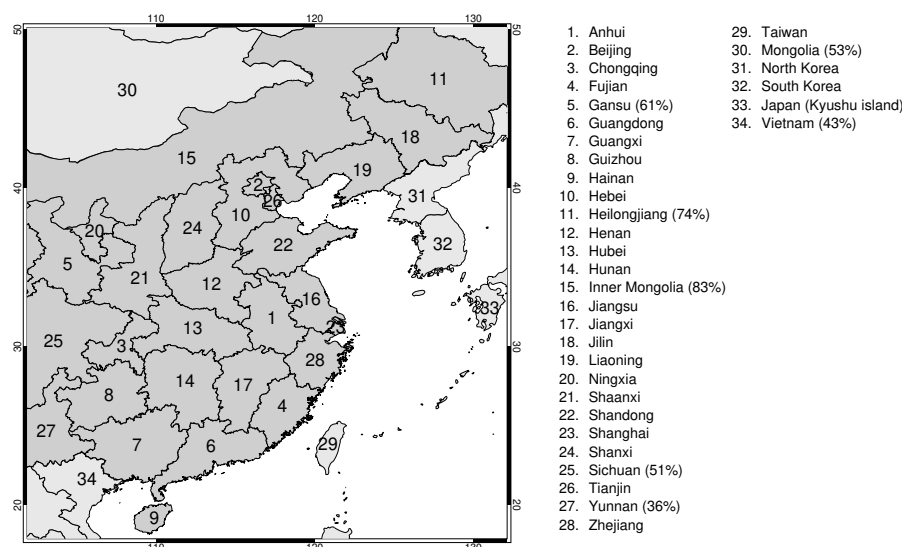 110 120 130
50 50
40 40
30 30
20 20
110 120 130
30
11
15
18
19
2
26
31
20
24
10
32
22
5
21
12
16
33
1
23
25
13
3
28
14
17
8
4
27
7
6
29
34
9
1. Anhui
2. Beijing
3. Chongqing
4. Fujian
5. Gansu (61%)
6. Guangdong
7. Guangxi
8. Guizhou
9. Hainan
10. Hebei
11. Heilongjiang (74%)
12. Henan
13. Hubei
14. Hunan
15. Inner Mongolia (83%)
16. Jiangsu
17. Jiangxi
18. Jilin
19. Liaoning
20. Ningxia
21. Shaanxi
22. Shandong
23. Shanghai
24. Shanxi
25. Sichuan (51%)
26. Tianjin
27. Yunnan (36%)
28. Zhejiang
29. Taiwan
30. Mongolia (53%)
31. North Korea
32. South Korea
33. Japan (Kyushu island)
34. Vietnam (43%)